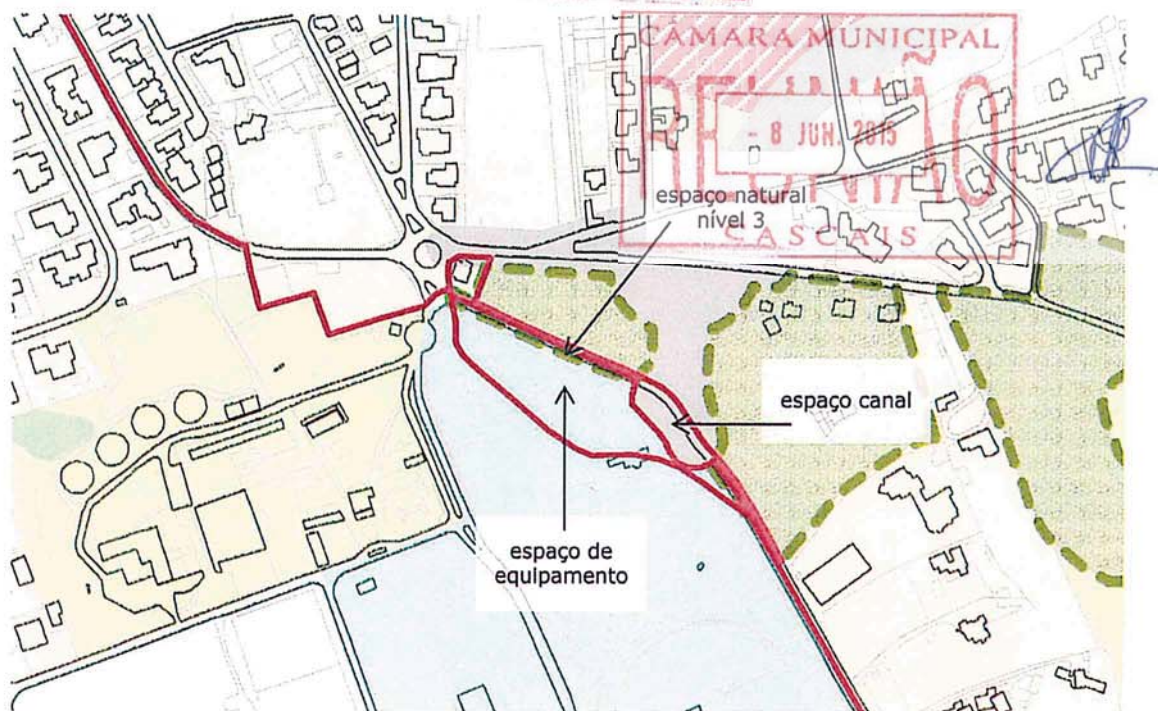 CÂMARA MUNICIPAL
- 8 JUN. 2015
CASCAIS
espaço natural
nível 3
espaço canal
espaço de
equipamento